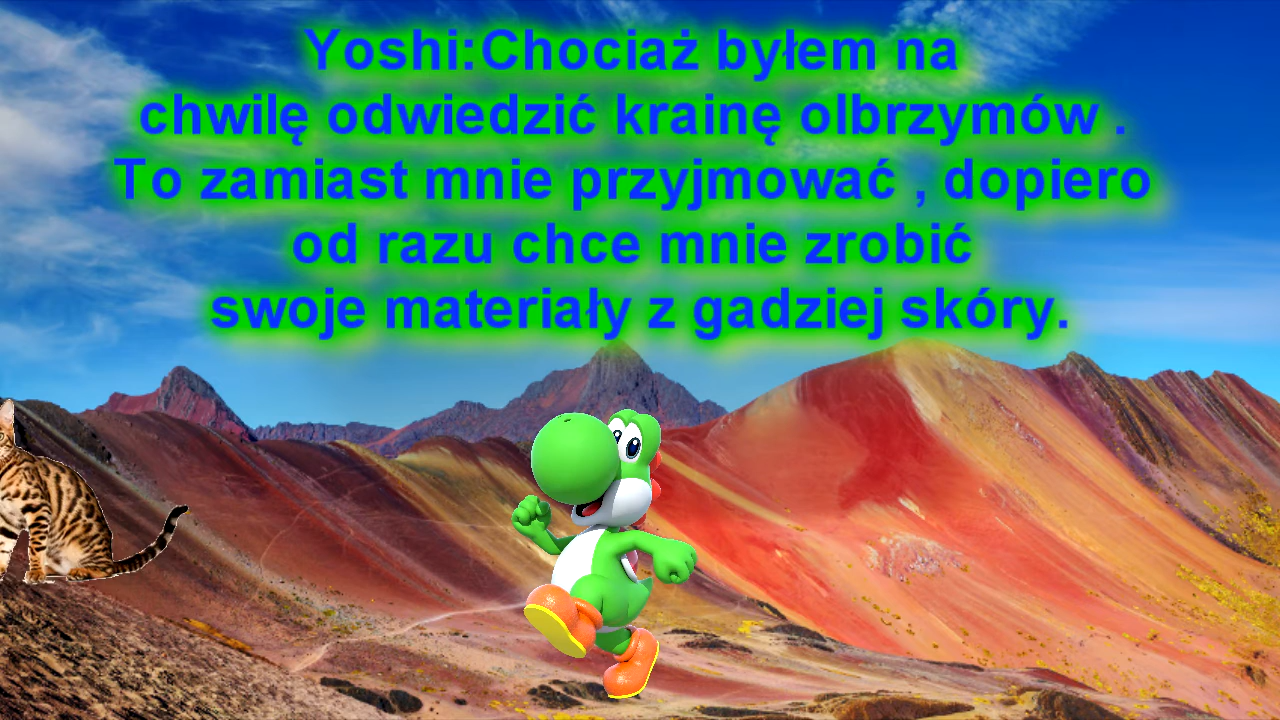 Yoshi:Chociaż byłem na
chwilę odwiedzić krainę olbrzymów .
To zamiast mnie przyjmować , dopiero
od razu chce mnie zrobić
swoje materiały z gadziej skóry.